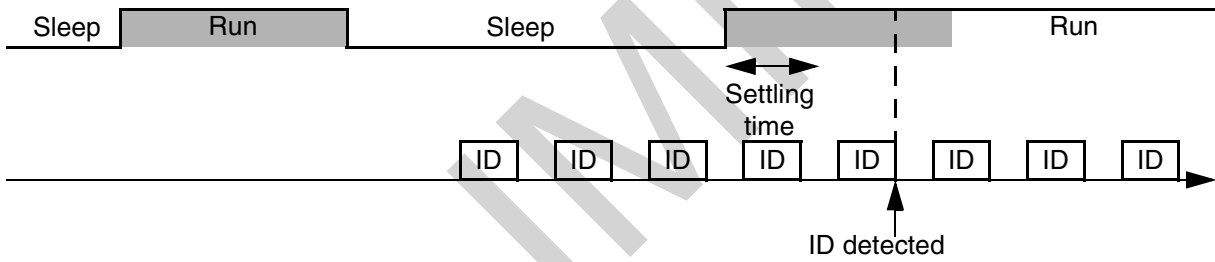 Sleep Run Sleep Run
Settling
time
ID ID ID ID ID ID ID ID
ID detected